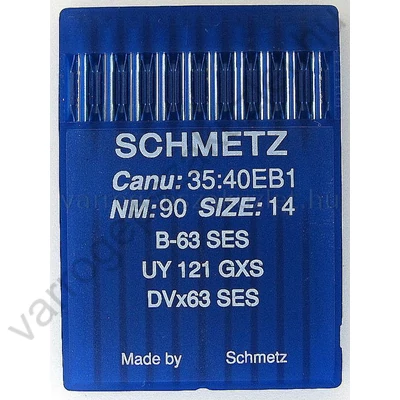 SCHMETZ
Canu: 35:40EB1
NM: 90 SIZE: 14
B-63 SES
UY 121 GXS
DVx63 SES
Made by Schmetz